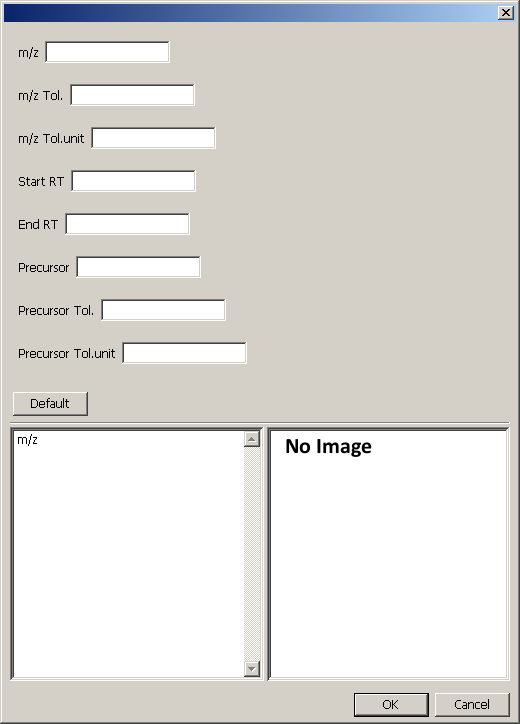 m/z
m/z Tol.
m/z Tol.unit
Start RT
End RT
Precursor
Precursor Tol.
Precursor Tol.unit
Default
m/z
No Image
OK
Cancel